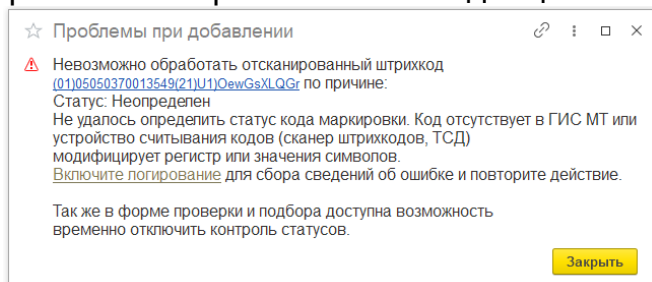 Проблемы при добавлении
Невозможно обработать отсканированный штрихкод
(01)05050370013549(21)U1)OewGsXLQGr по причине:
Статус: Неопределен
Не удалось определить статус кода маркировки. Код отсутствует в ГИС МТ или
устройство считывания кодов (сканер штрихкодов, ТСД)
модифицирует регистр или значения символов.
Включите логирование для сбора сведений об ошибке и повторите действие.
Так же в форме проверки и подбора доступна возможность
временно отключить контроль статусов.
Закрыть